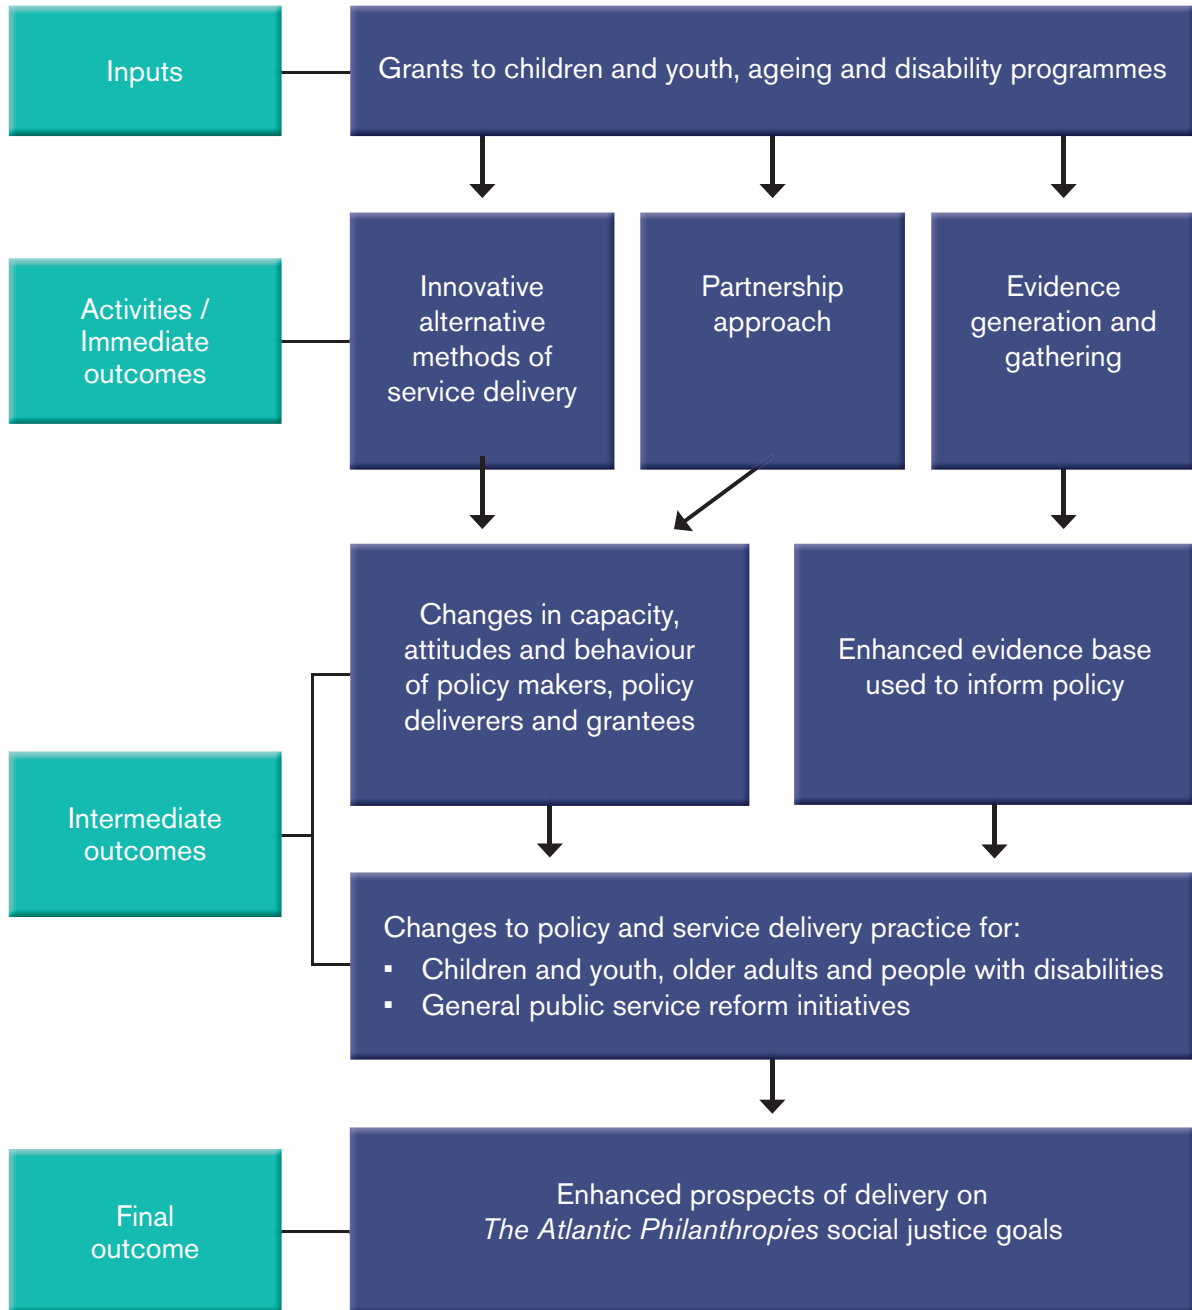 Inputs
Grants to children and youth, ageing and disability programmes
Activities /
Immediate
outcomes
Innovative
alternative
methods of
service delivery
Partnership
approach
Evidence
generation and
gathering
Intermediate
outcomes
Changes in capacity,
attitudes and behaviour
of policy makers, policy
deliverers and grantees
Enhanced evidence base
used to inform policy
Changes to policy and service delivery practice for:
▪ Children and youth, older adults and people with disabilities
▪ General public service reform initiatives
Final
outcome
Enhanced prospects of delivery on
The Atlantic Philanthropies social justice goals